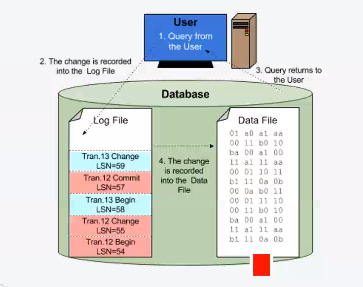 User
1. Query from
the User
2. The change is recorded
into the Log File
3. Query returns to
the User
Database
Log File
Tran.13 Change
LSN=59
Tran.12 Commit
LSN=57
Tran.13 Begin
LSN=58
Tran.12 Change
LSN=55
Tran.12 Begin
LSN=54
4. The change
is recorded
into the Data
File
Data File
01 a0 a1 aa
00 11 b0 10
ba 00 a1 00
11 a1 11 aa
00 01 10 11
b1 11 0a 0b
00 0a b0 11
00 01 11 10
00 11 b0 10
ba 00 a1 00
11 a1 11 aa
b1 11 0a 0b